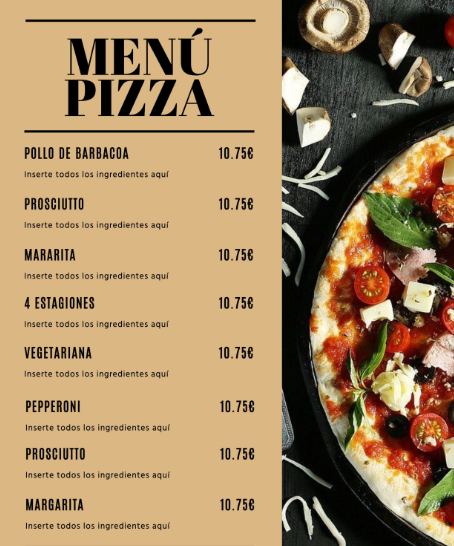 MENÚ
PIZZA
POLLO DE BARBACOA 10.75€
Inserte todos los ingredientes aquí
PROSCIUTTO 10.75€
Inserte todos los ingredientes aquí
MARARITA 10.75€
Inserte todos los ingredientes aquí
4 ESTAGIONES 10.75€
Inserte todos los ingredientes aquí
VEGETARIANA 10.75€
Inserte todos los ingredientes aquí
PEPPERONI 10.75€
Inserte todos los ingredientes aquí
PROSCIUTTO 10.75€
Inserte todos los ingredientes aquí
MARGARITA 10.75€
Inserte todos los ingredientes aquí